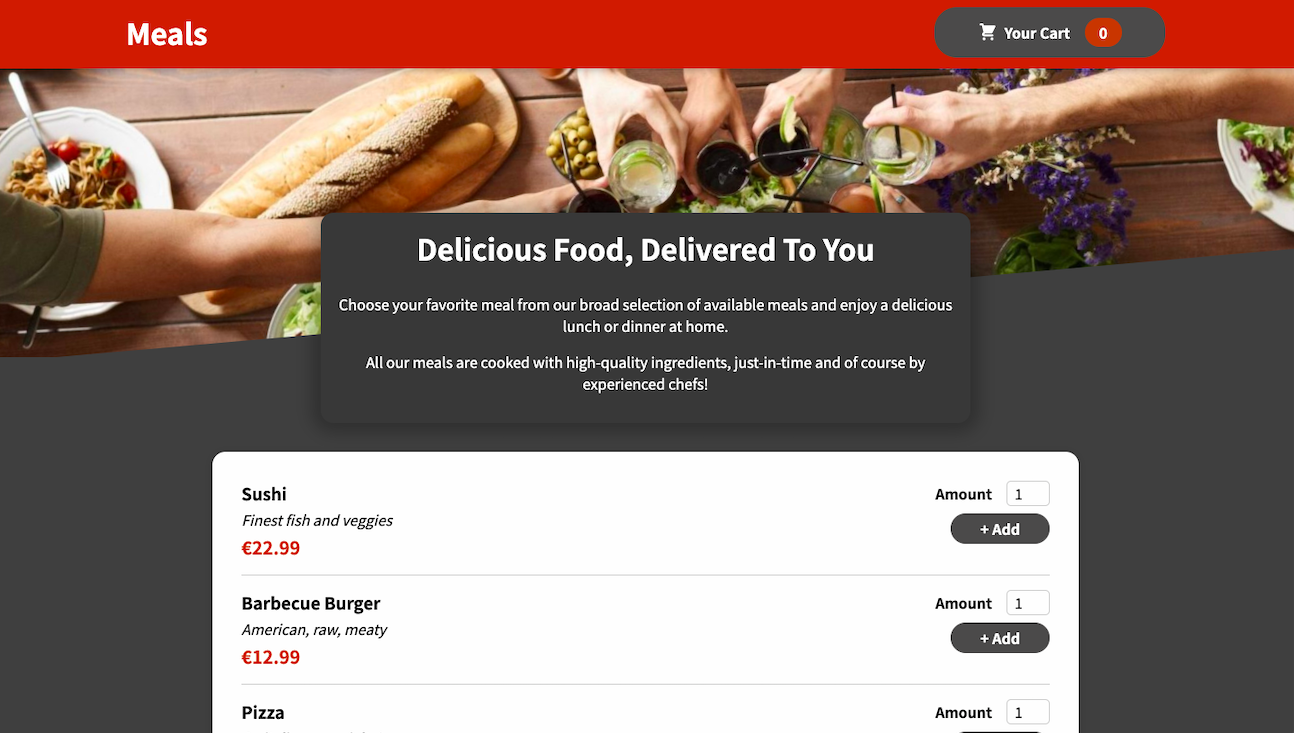 Meals
Your Cart 0
Delicious Food, Delivered To You
Choose your favorite meal from our broad selection of available meals and enjoy a delicious
lunch or dinner at home.
All our meals are cooked with high-quality ingredients, just-in-time and of course by
experienced chefs!
Sushi
Amount 1
Finest fish and veggies
+ Add
€22.99
Barbecue Burger
Amount 1
American, raw, meaty
+ Add
€12.99
Pizza
Amount 1